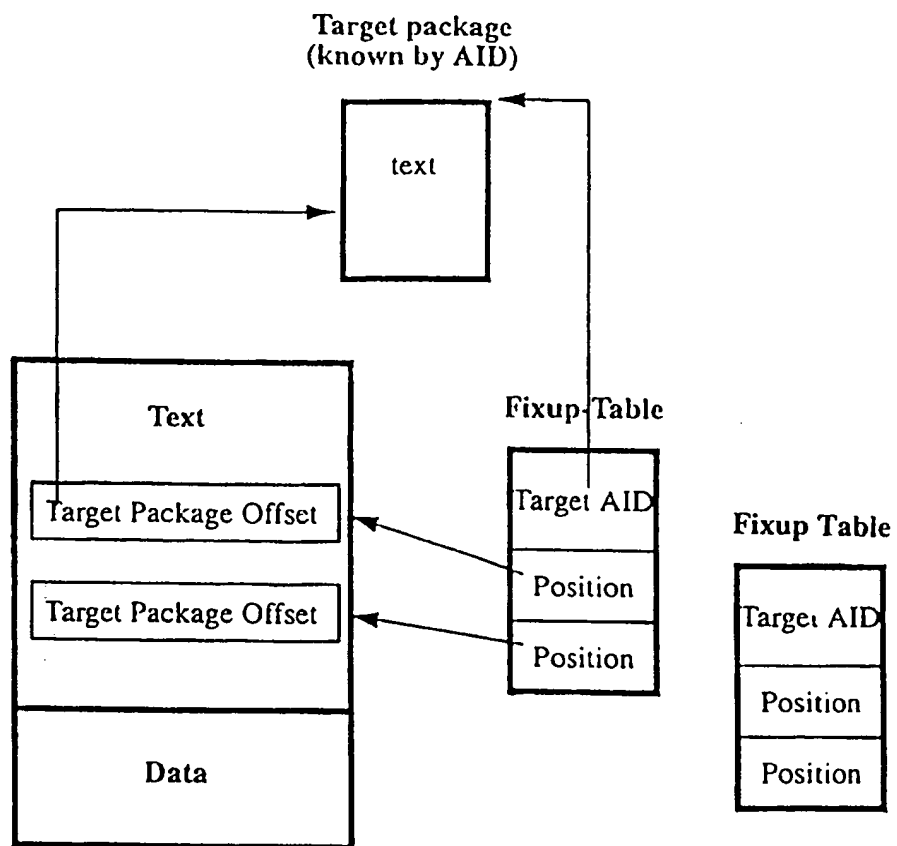 Target package
(known by AID)
text
Text
Target Package Offset
Target Package Offset
Data
Fixup-Table
Target AID
Position
Position
Fixup Table
Target AID
Position
Position